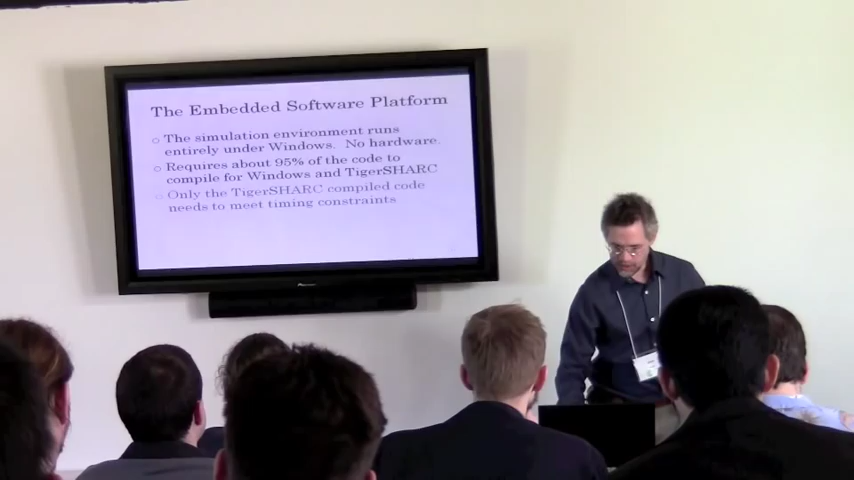 The Embedded Software Platform
The simulation environment runs
entirely under Windows. No hardware.
Requires about 95% of the code to
compile for Windows and TigerSHARC
Only the TigerSHARC compiled code
needs to meet timing constraints